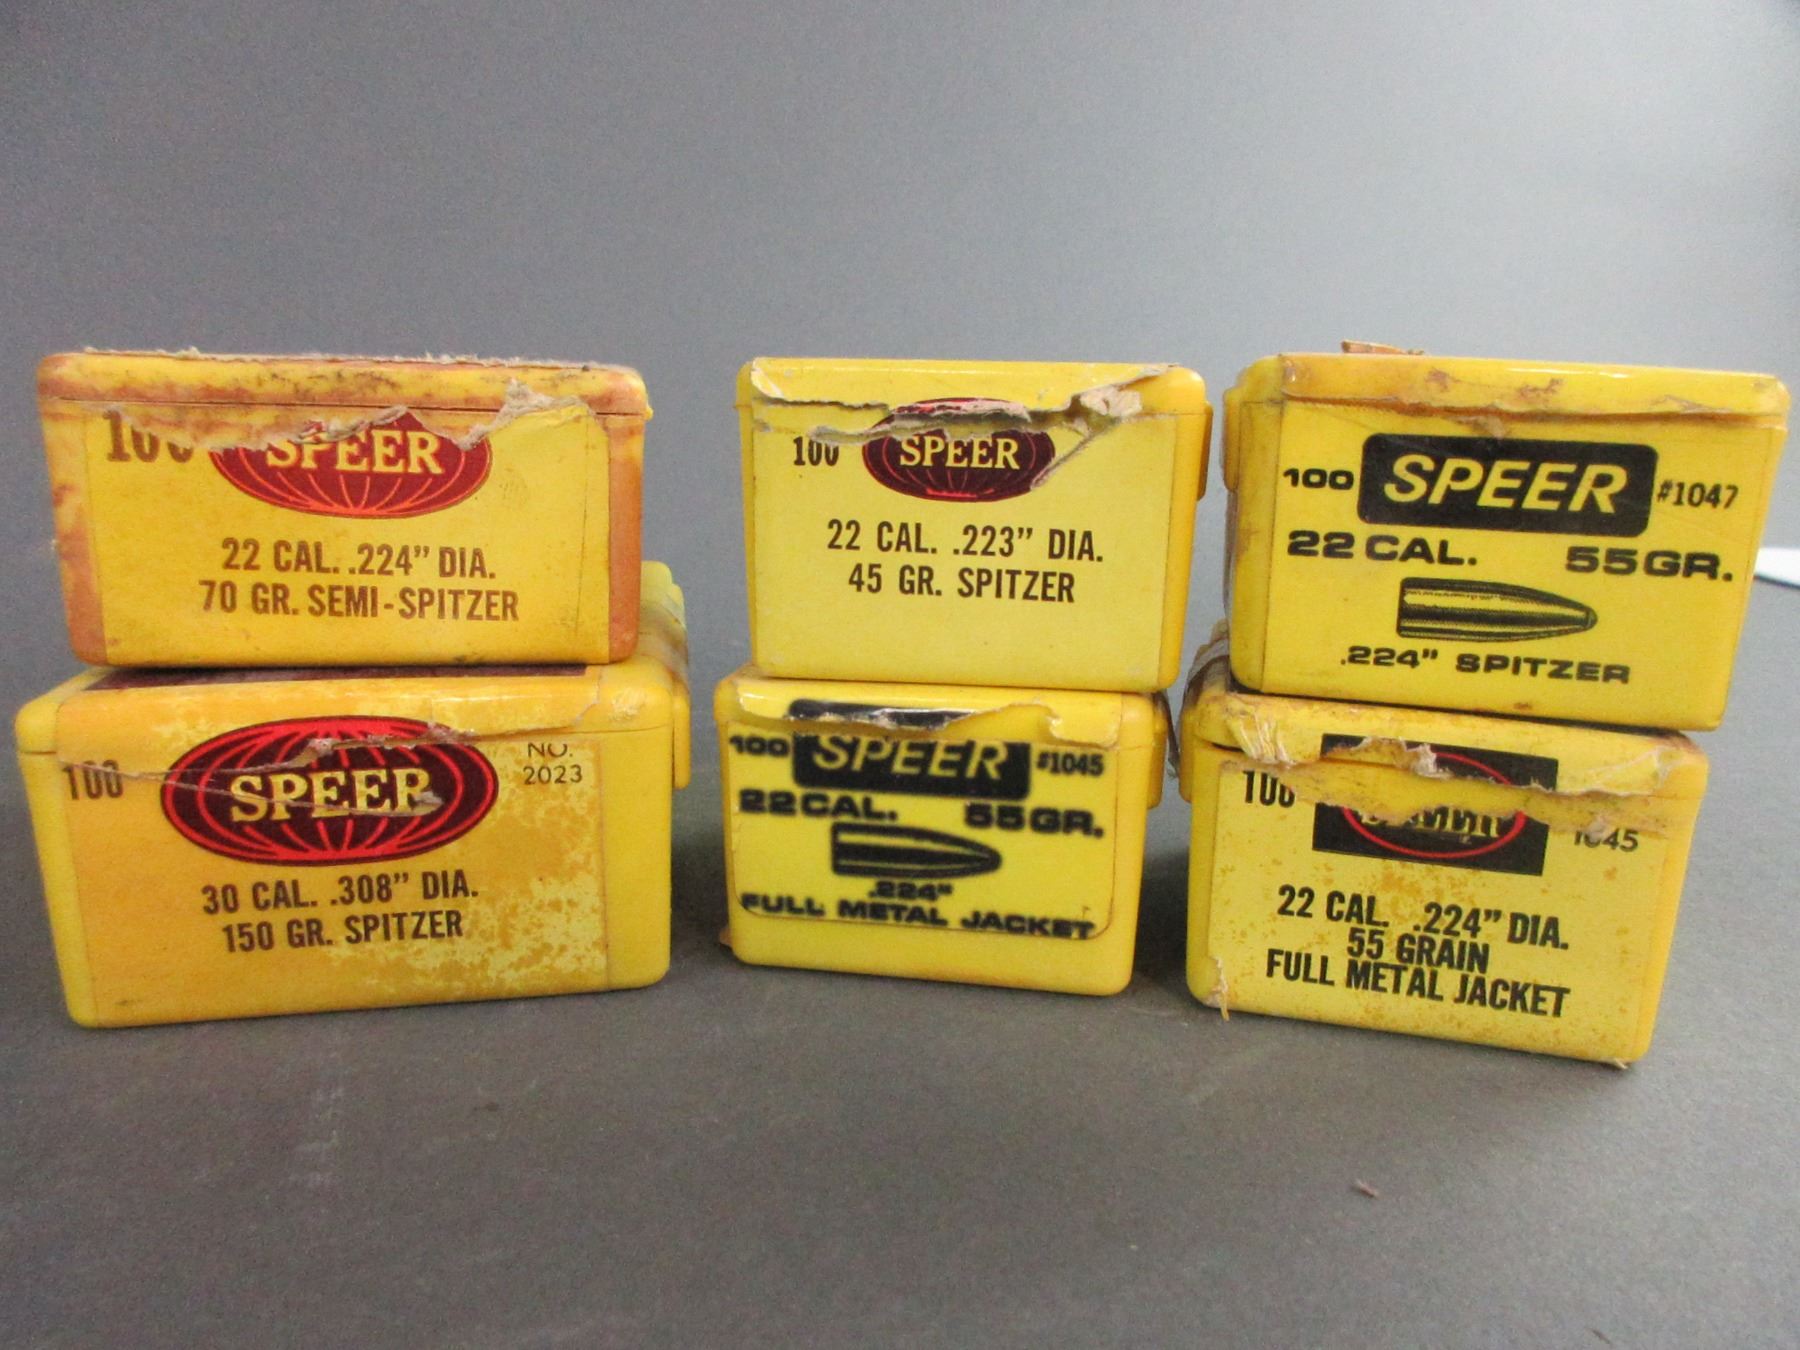 100 SPEER
22 CAL. .224" DIA.
70 GR. SEMI-SPITZER
100 SPEER
22 CAL. .223" DIA.
45 GR. SPITZER
100 SPEER #1047
22 CAL. 55 GR.
.224" SPITZER
100 SPEER NO. 2023
30 CAL. .308" DIA.
150 GR. SPITZER
100 SPEER #1045
22 CAL. 55 GR.
.224"
FULL METAL JACKET
100 1045
22 CAL. .224" DIA.
55 GRAIN
FULL METAL JACKET